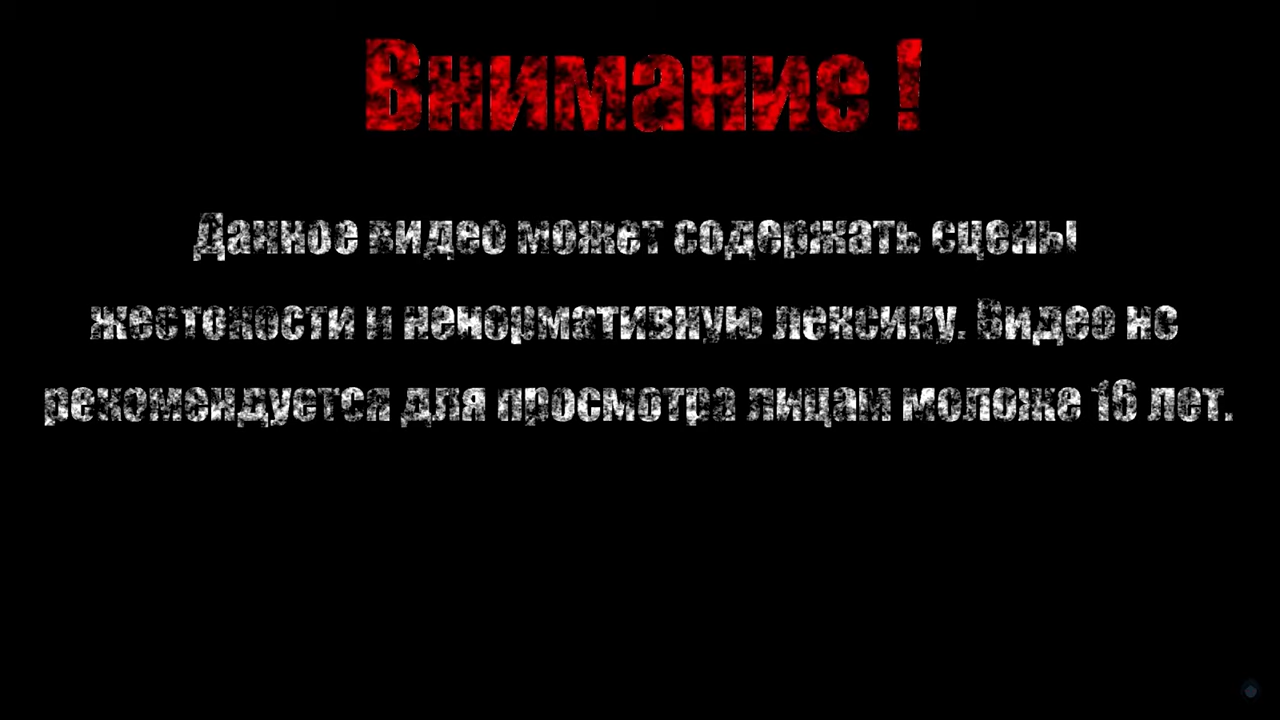 Внимание !
Данное видео может содержать сцены
жестокости и ненормативную лексику. Видео не
рекомендуется для просмотра лицам моложе 16 лет.